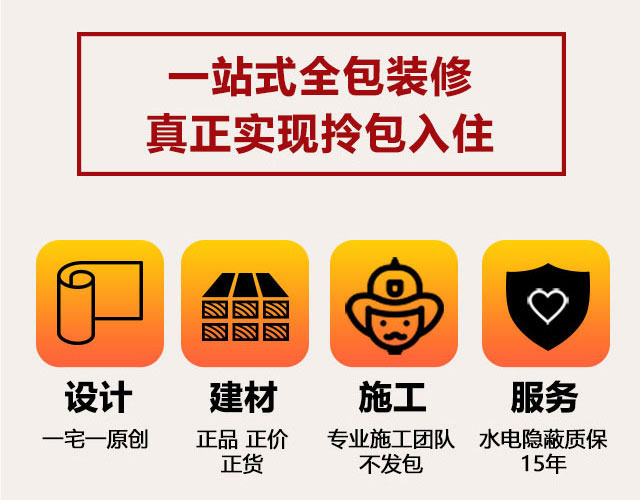 一站式全包装修
真正实现拎包入住
设计
一宅一原创
建材
正品 正价
正货
施工
专业施工团队
不发包
服务
水电隐蔽质保
15年